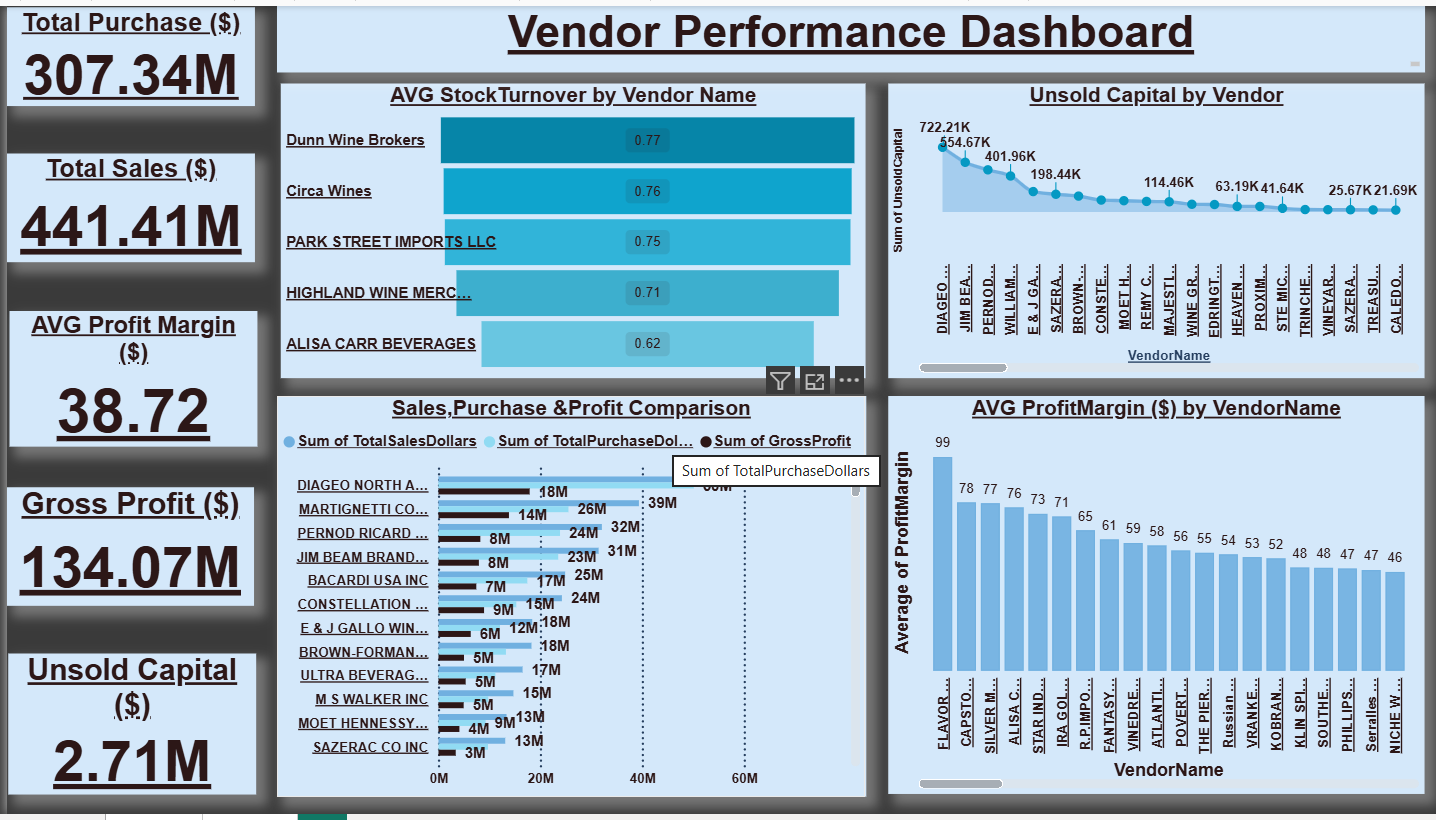 Total Purchase ($)
307.34M
Total Sales ($)
441.41M
AVG Profit Margin
($)
38.72
Gross Profit ($)
134.07M
Unsold Capital
($)
2.71M
Vendor Performance Dashboard
AVG StockTurnover by Vendor Name
Dunn Wine Brokers
0.77
Circa Wines
0.76
PARK STREET IMPORTS LLC
0.75
HIGHLAND WINE MERC...
0.71
ALISA CARR BEVERAGES
0.62
Unsold Capital by Vendor
Sum of UnsoldCapital
722.21K
554.67K
401.96K
198.44K
114.46K
63.19K
41.64K
25.67K
21.69K
DIAGEO...
JIM BEA...
PERNOD...
WILLIAM...
E & J GA...
SAZERA...
BROWN-...
CONSTE...
MOET H...
REMY C...
MAJESTI...
WINE GR...
EDRINGT...
HEAVEN...
PROXIM...
STE MIC...
TRINCHE...
VINEYAR...
SAZERA...
TREASU...
CALEDO...
VendorName
Sales,Purchase &Profit Comparison
Sum of TotalSalesDollars
Sum of TotalPurchaseDol...
Sum of GrossProfit
Sum of TotalPurchaseDollars
DIAGEO NORTH A...
18M
MARTIGNETTI CO...
39M
26M
14M
PERNOD RICARD ...
32M
24M
8M
JIM BEAM BRAND...
31M
23M
8M
BACARDI USA INC
25M
17M
7M
CONSTELLATION ...
24M
15M
9M
E & J GALLO WIN...
18M
12M
6M
BROWN-FORMAN...
18M
5M
ULTRA BEVERAG...
17M
5M
M S WALKER INC
15M
5M
MOET HENNESSY...
13M
9M
4M
SAZERAC CO INC
13M
3M
0M
20M
40M
60M
AVG ProfitMargin ($) by VendorName
Average of ProfitMargin
99
78
77
76
73
71
65
61
59
58
56
55
54
53
52
48
48
47
47
46
FLAVOR ...
CAPSTO...
SILVER M...
ALISA C...
STAR IND...
IRA GOL...
R.P.IMPO...
FANTASY...
VINEDRE...
ATLANTI...
POVERT...
THE PIER...
Russian ...
VRANKE...
KOBRAN...
KLIN SPI...
SOUTHE...
PHILLIPS...
Serralles ...
NICHE W ...
VendorName